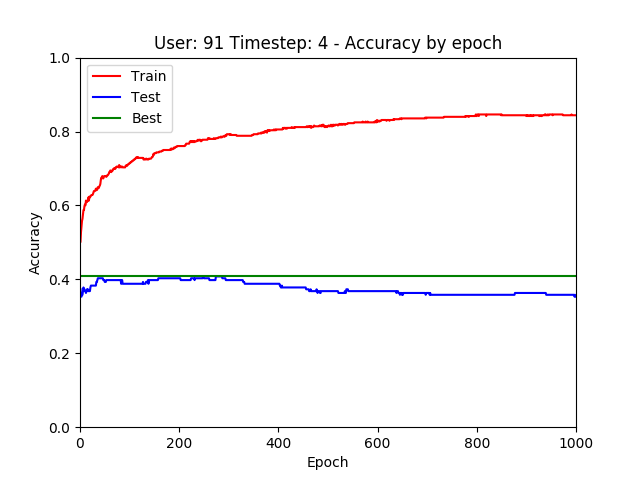 User: 91 Timestep: 4 - Accuracy by epoch
Train
Test
Best
Accuracy
1.0
0.8
0.6
0.4
0.2
0.0
0 200 400 600 800 1000
Epoch